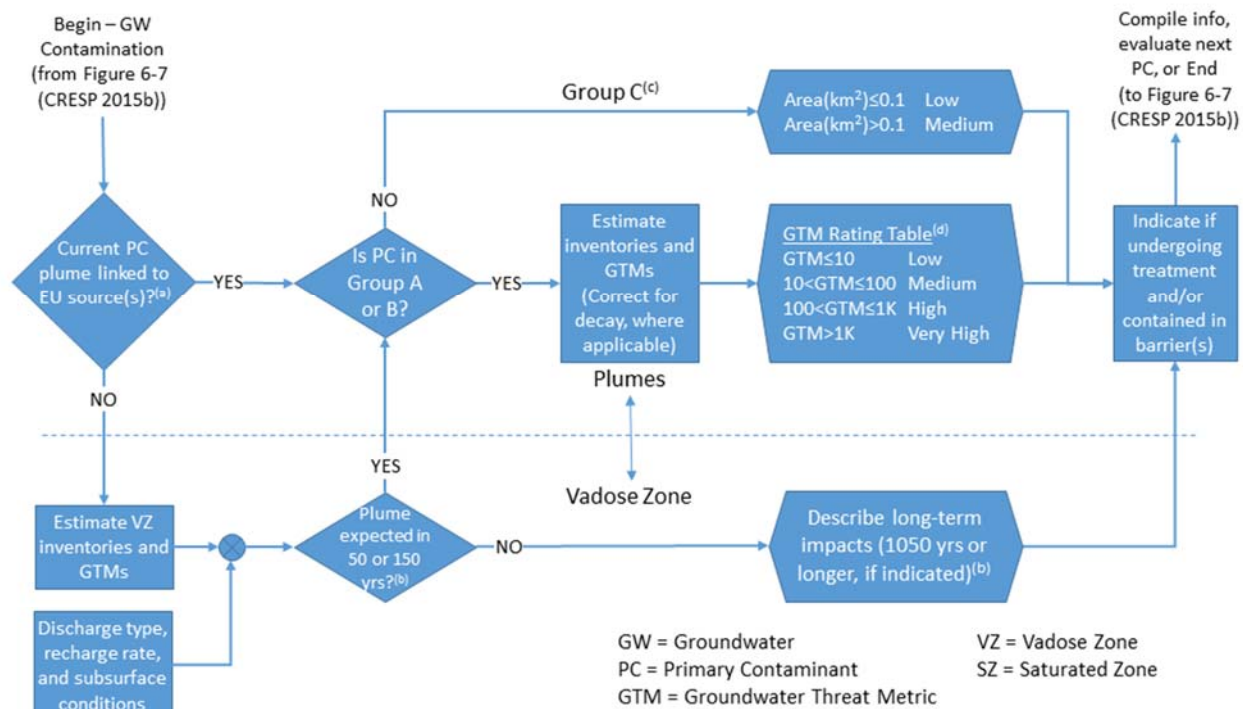 Begin – GW
Contamination
(from Figure 6-7
(CRESP 2015b))
Compile info,
evaluate next
PC, or End
(to Figure 6-7
(CRESP 2015b))
Group C(c)
Area(km²)≤0.1 Low
Area(km²)>0.1 Medium
NO
Current PC
plume linked to
EU source(s)?(a)
YES
Is PC in
Group A
or B?
YES
Estimate
inventories and
GTMs
(Correct for
decay, where
applicable)
GTM Rating Table(d)
GTM≤10 Low
10<GTM≤100 Medium
100<GTM≤1K High
GTM>1K Very High
Indicate if
undergoing
treatment
and/or
contained in
barrier(s)
Plumes
NO
YES
Vadose Zone
Estimate VZ
inventories and
GTMs
Plume
expected in
50 or 150
yrs?(b)
NO
Describe long-term
impacts (1050 yrs or
longer, if indicated)(b)
Discharge type,
recharge rate,
and subsurface
conditions
GW = Groundwater
PC = Primary Contaminant
GTM = Groundwater Threat Metric
VZ = Vadose Zone
SZ = Saturated Zone